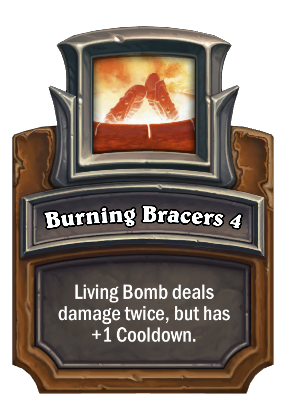 Burning Bracers 4
Living Bomb deals
damage twice, but has
+1 Cooldown.